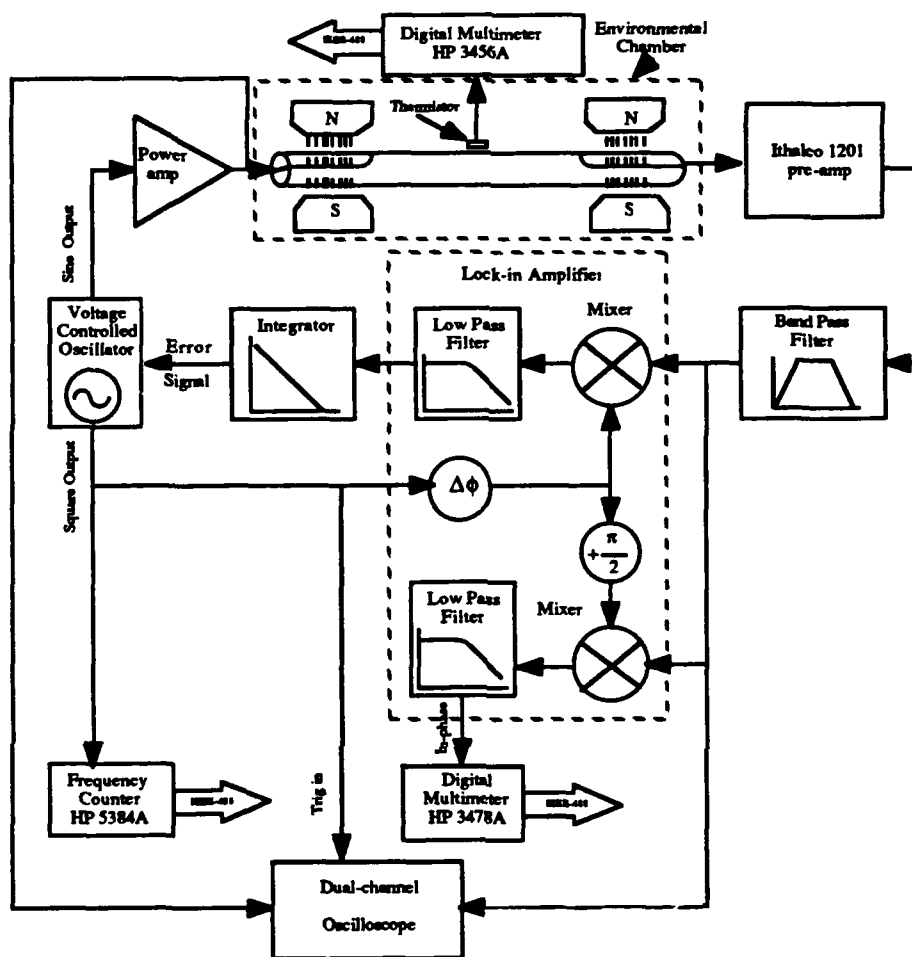 Digital Multimeter
HP 3456A
Environmental
Chamber
Thermistor
N
N
Power
amp
Ithaco 1201
pre-amp
S
S
Sine Output
Lock-in Amplifier
Voltage
Controlled
Oscillator
Error
Signal
Integrator
Low Pass
Filter
Mixer
Band Pass
Filter
Square Output
Δϕ
+ π/2
Low Pass
Filter
Mixer
In-phase
Frequency
Counter
HP 5384A
Trig in
Digital
Multimeter
HP 3478A
Dual-channel
Oscilloscope